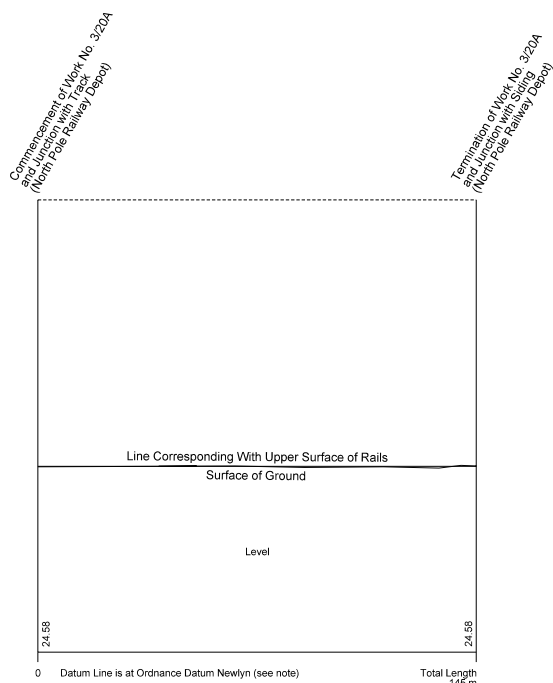 Commencement of Work No. 3/20A
and Junction with Track
(North Pole Railway Depot)
Termination of Work No. 3/20A
and Junction with Siding
(North Pole Railway Depot)
Line Corresponding With Upper Surface of Rails
Surface of Ground
Level
24.58
24.58
0
Datum Line is at Ordnance Datum Newlyn (see note)
Total Length
145 m